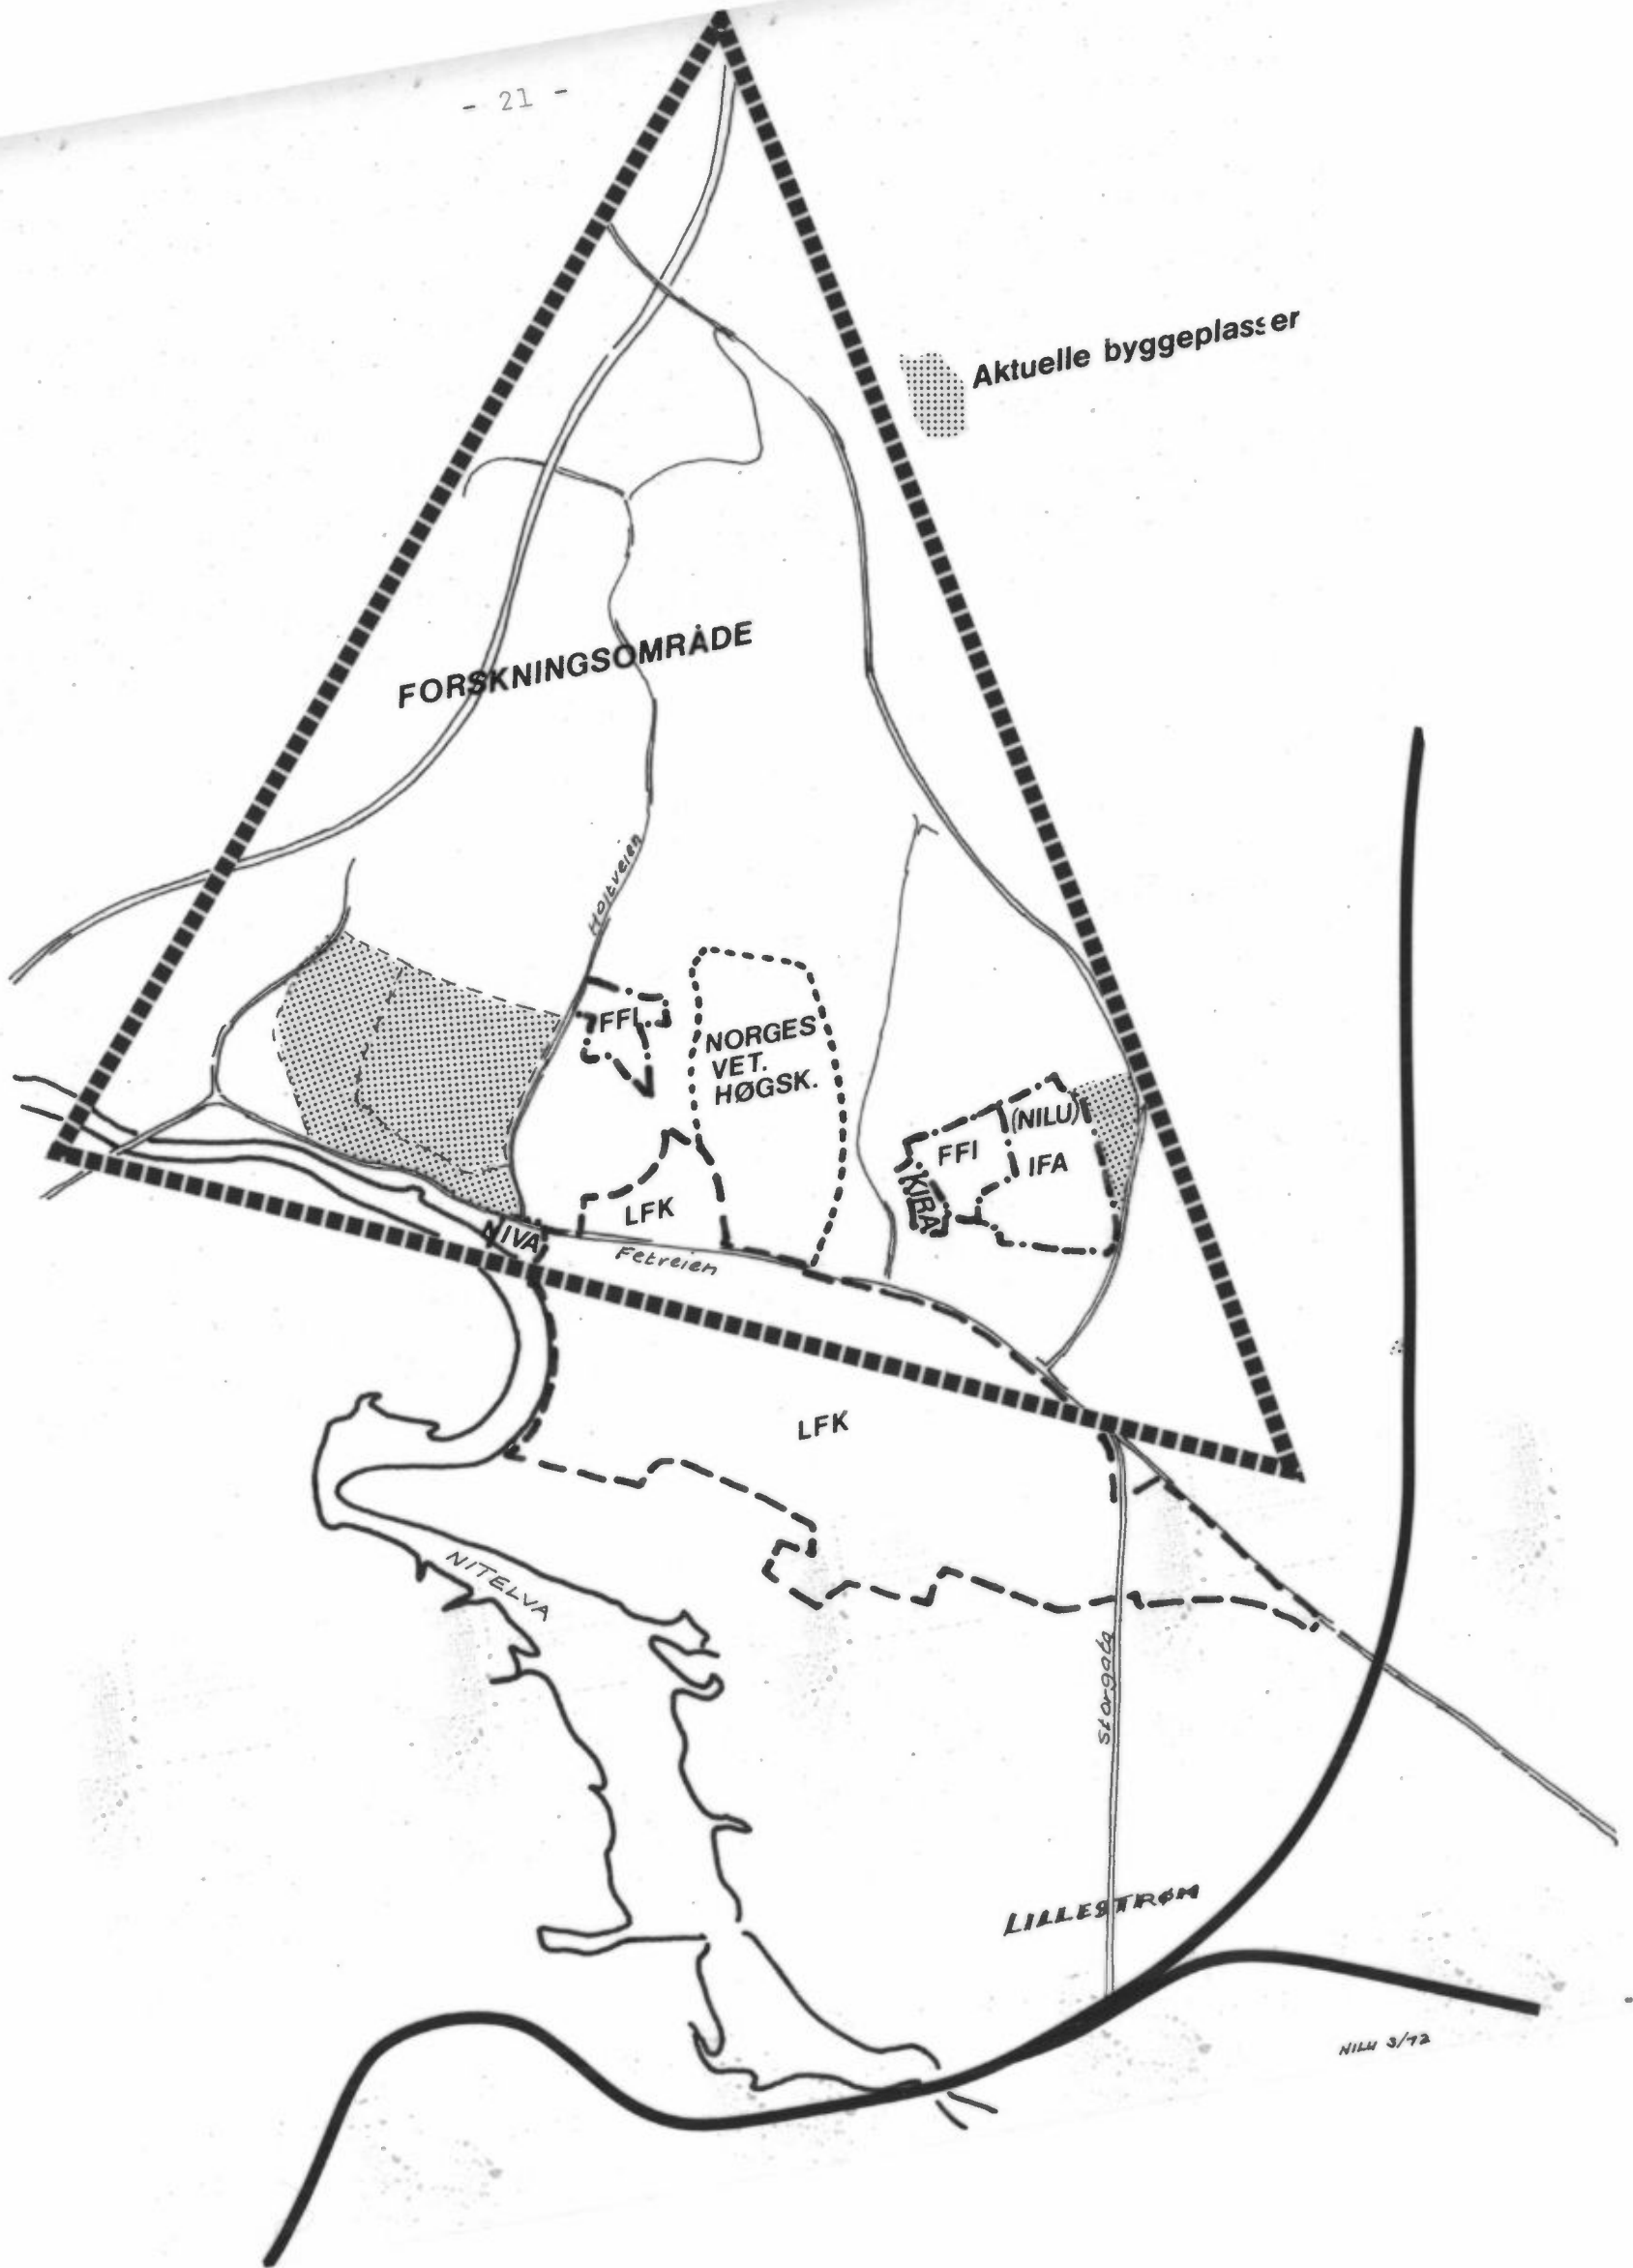 - 21 -
Aktuelle byggeplasser
FORSKNINGSOMRÅDE
Holtveien
FFI
NORGES
VET.
HØGSK.
(NILU)
FFI
IFA
KJRA
LFK
NIVA
Fetveien
LFK
NITELVA
Storgata
LILLESTRØM
NILU 3/72